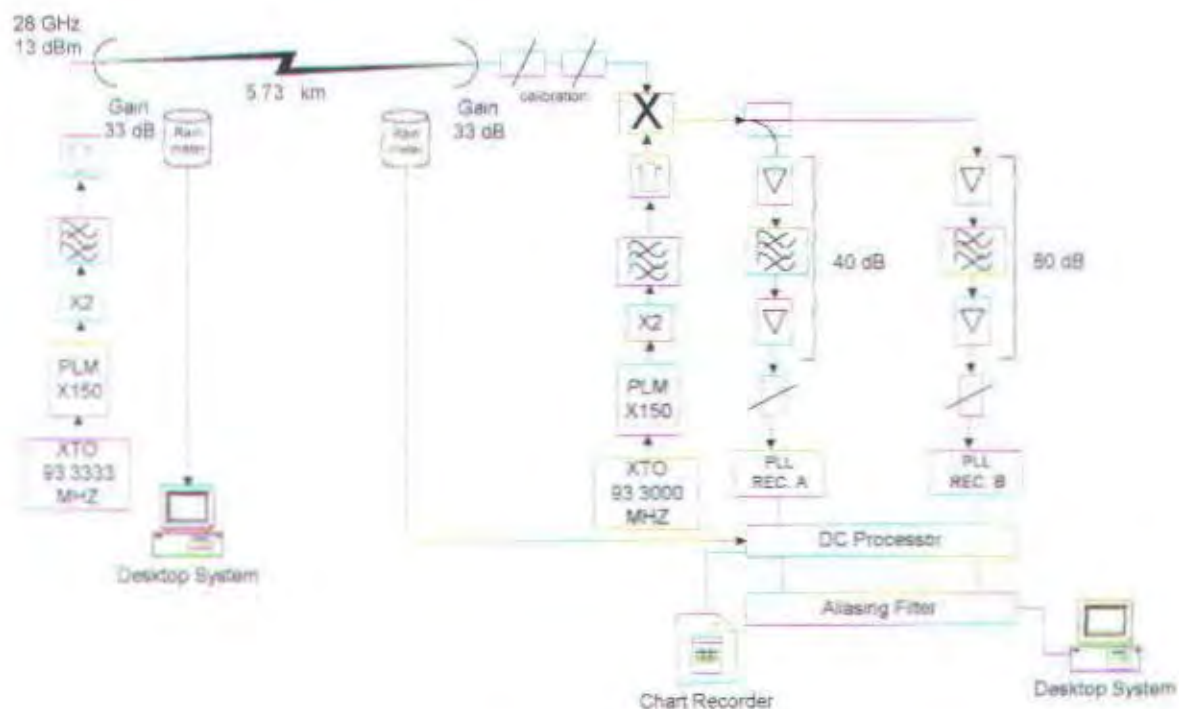 28 GHz
13 dBm
5.73 km
Gain
33 dB
Rain
meter
Rain
meter
Gain
33 dB
calibration
X
X2
PLM
X150
XTO
93 3333
MHZ
Desktop System
X2
PLM
X150
XTO
93 3000
MHZ
40 dB
80 dB
PLL
REC. A
PLL
REC. B
DC Processor
Aliasing Filter
Chart Recorder
Desktop System